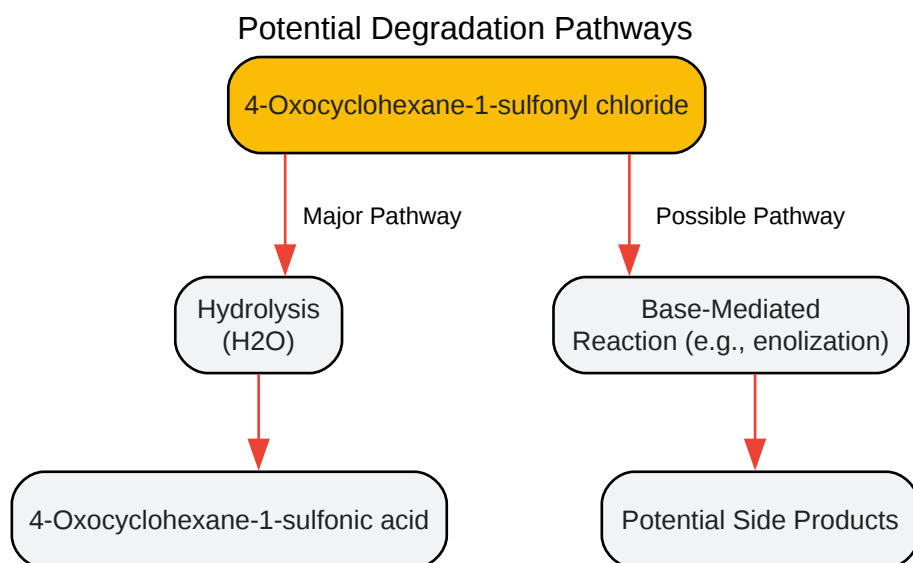 Potential Degradation Pathways
4-Oxocyclohexane-1-sulfonyl chloride
Major Pathway
Possible Pathway
Hydrolysis
(H2O)
Base-Mediated
Reaction (e.g., enolization)
4-Oxocyclohexane-1-sulfonic acid
Potential Side Products